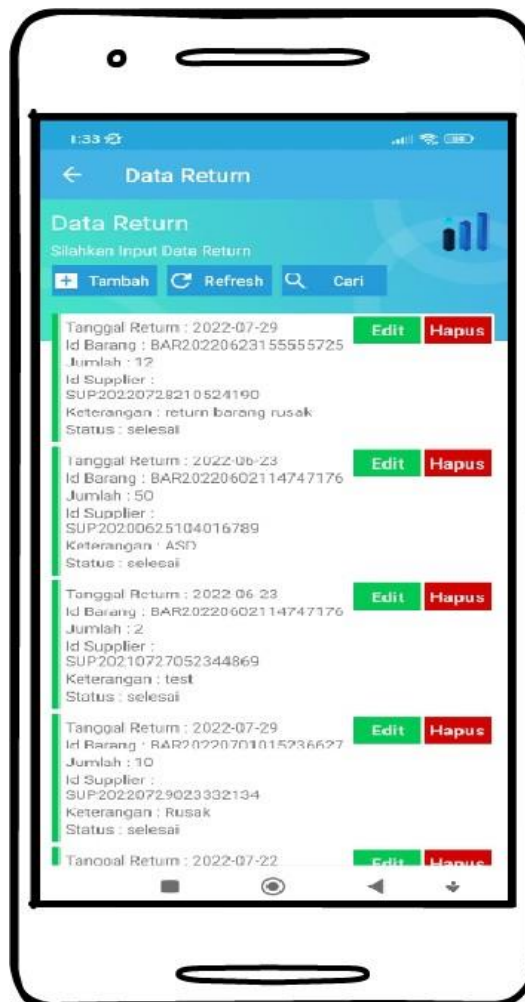 1:33
Data Return
Data Return
Silahkan Input Data Return
Tambah Refresh Cari
Tanggal Return : 2022-07-29 Edit Hapus
Id Barang : BAR20220623155555725
Jumlah : 12
Id Supplier :
SUP20220728210524190
Keterangan : return barang rusak
Status : selesai
Tanggal Return : 2022-06-23 Edit Hapus
Id Barang : BAR20220602114747176
Jumlah : 50
Id Supplier :
SUP20200625104016789
Keterangan : ASD
Status : selesai
Tanggal Return : 2022-06-23 Edit Hapus
Id Barang : BAR20220602114747176
Jumlah : 2
Id Supplier :
SUP20210727052344869
Keterangan : test
Status : selesai
Tanggal Return : 2022-07-29 Edit Hapus
Id Barang : BAR20220701015236627
Jumlah : 10
Id Supplier :
SUP20220729023332134
Keterangan : Rusak
Status : selesai
Tanggal Return : 2022-07-22 Edit Hapus